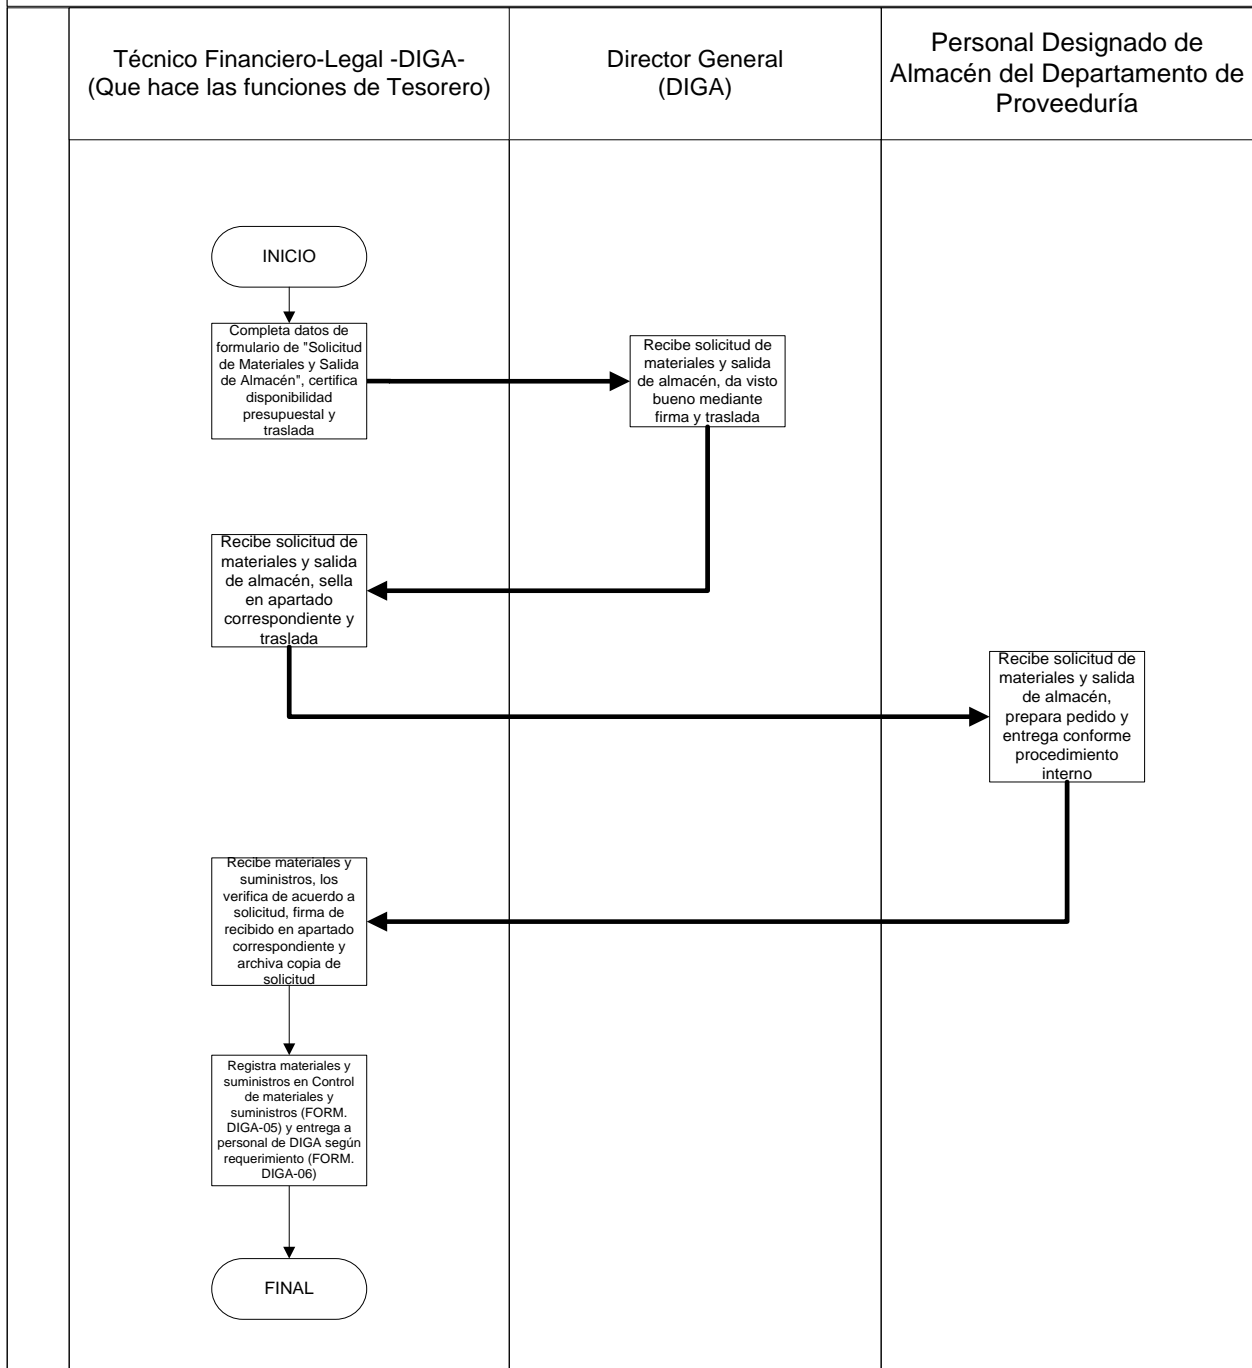 Técnico Financiero-Legal -DIGA-
(Que hace las funciones de Tesorero)
Director General
(DIGA)
Personal Designado de
Almacén del Departamento de
Proveeduría
INICIO
Completa datos de
formulario de "Solicitud
de Materiales y Salida
de Almacén", certifica
disponibilidad
presupuestal y
traslada
Recibe solicitud de
materiales y salida
de almacén, da visto
bueno mediante
firma y traslada
Recibe solicitud de
materiales y salida
de almacén, sella
en apartado
correspondiente y
traslada
Recibe solicitud de
materiales y salida
de almacén,
prepara pedido y
entrega conforme
procedimiento
interno
Recibe materiales y
suministros, los
verifica de acuerdo a
solicitud, firma de
recibido en apartado
correspondiente y
archiva copia de
solicitud
Registra materiales y
suministros en Control
de materiales y
suministros (FORM.
DIGA-05) y entrega a
personal de DIGA según
requerimiento (FORM.
DIGA-06)
FINAL